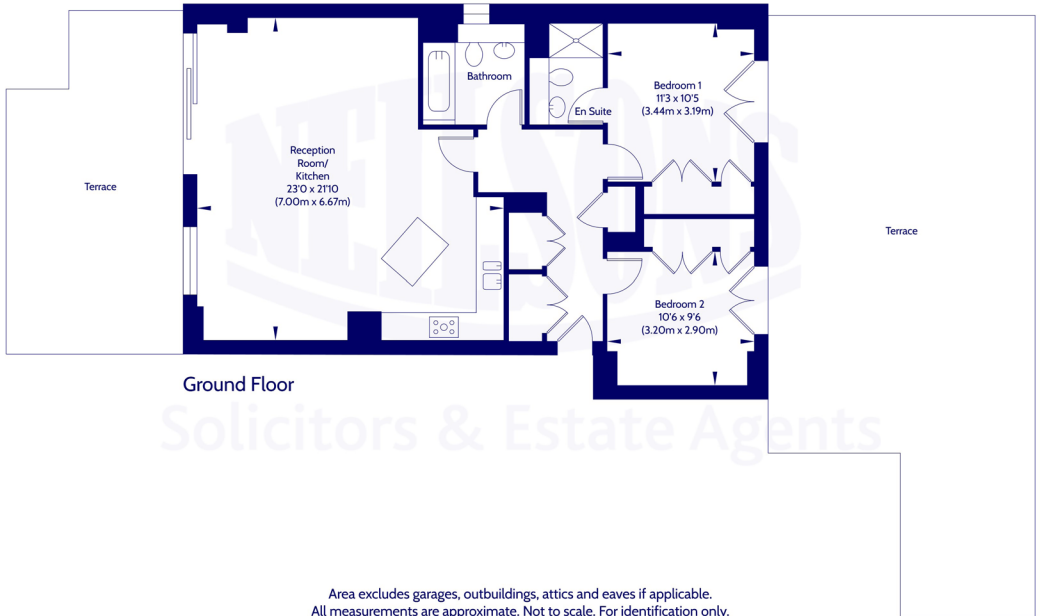 NEILSONS
Solicitors & Estate Agents
Bathroom
En Suite
Bedroom 1
11'3 x 10'5
(3.44m x 3.19m)
Reception
Room/
Kitchen
23'0 x 21'10
(7.00m x 6.67m)
Terrace
Terrace
Bedroom 2
10'6 x 9'6
(3.20m x 2.90m)
Ground Floor
Area excludes garages, outbuildings, attics and eaves if applicable.
All measurements are approximate. Not to scale. For identification only.